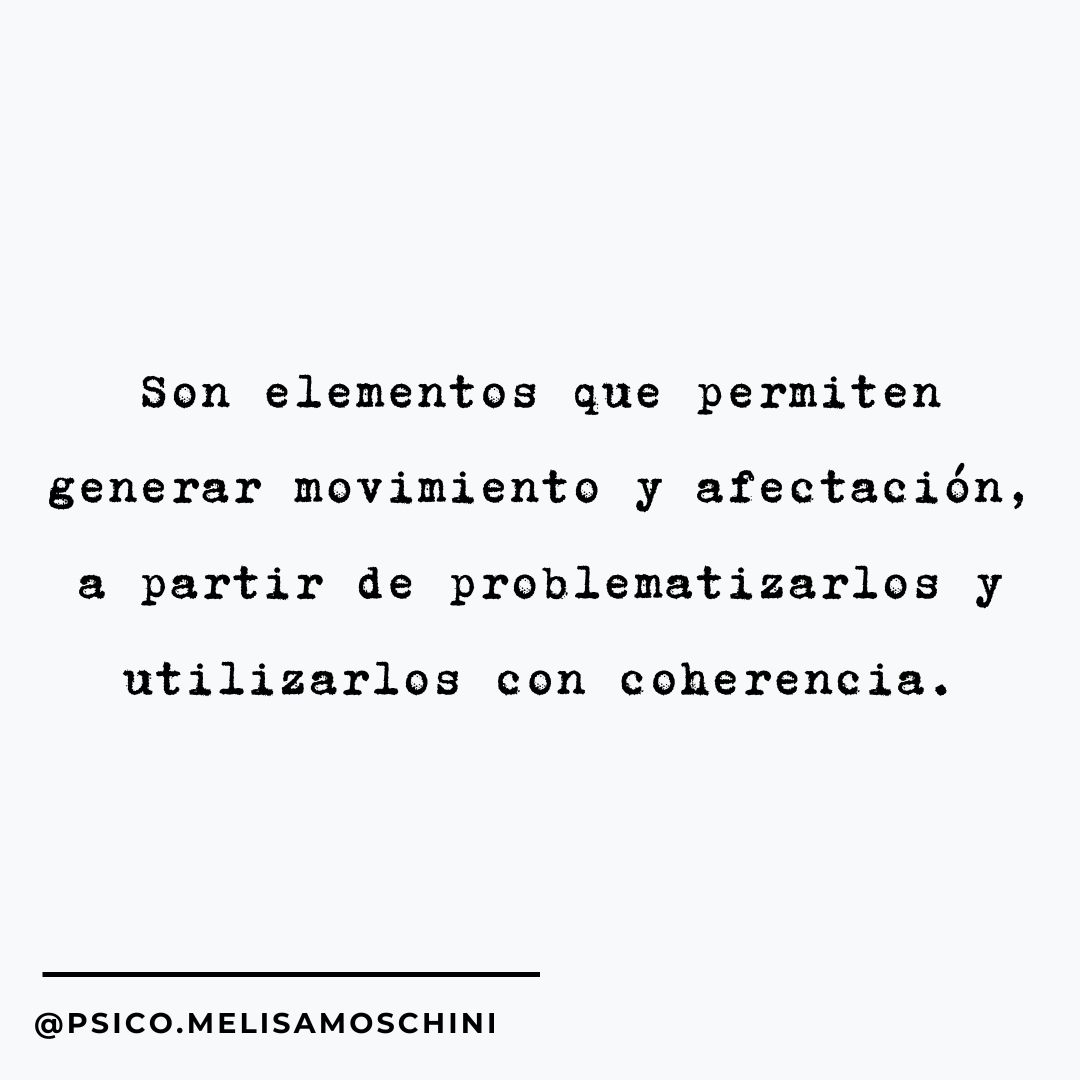 Son elementos que permiten
generar movimiento y afectación,
a partir de problematizarlos y
utilizarlos con coherencia.
@PSICO.MELISAMOSCHINI